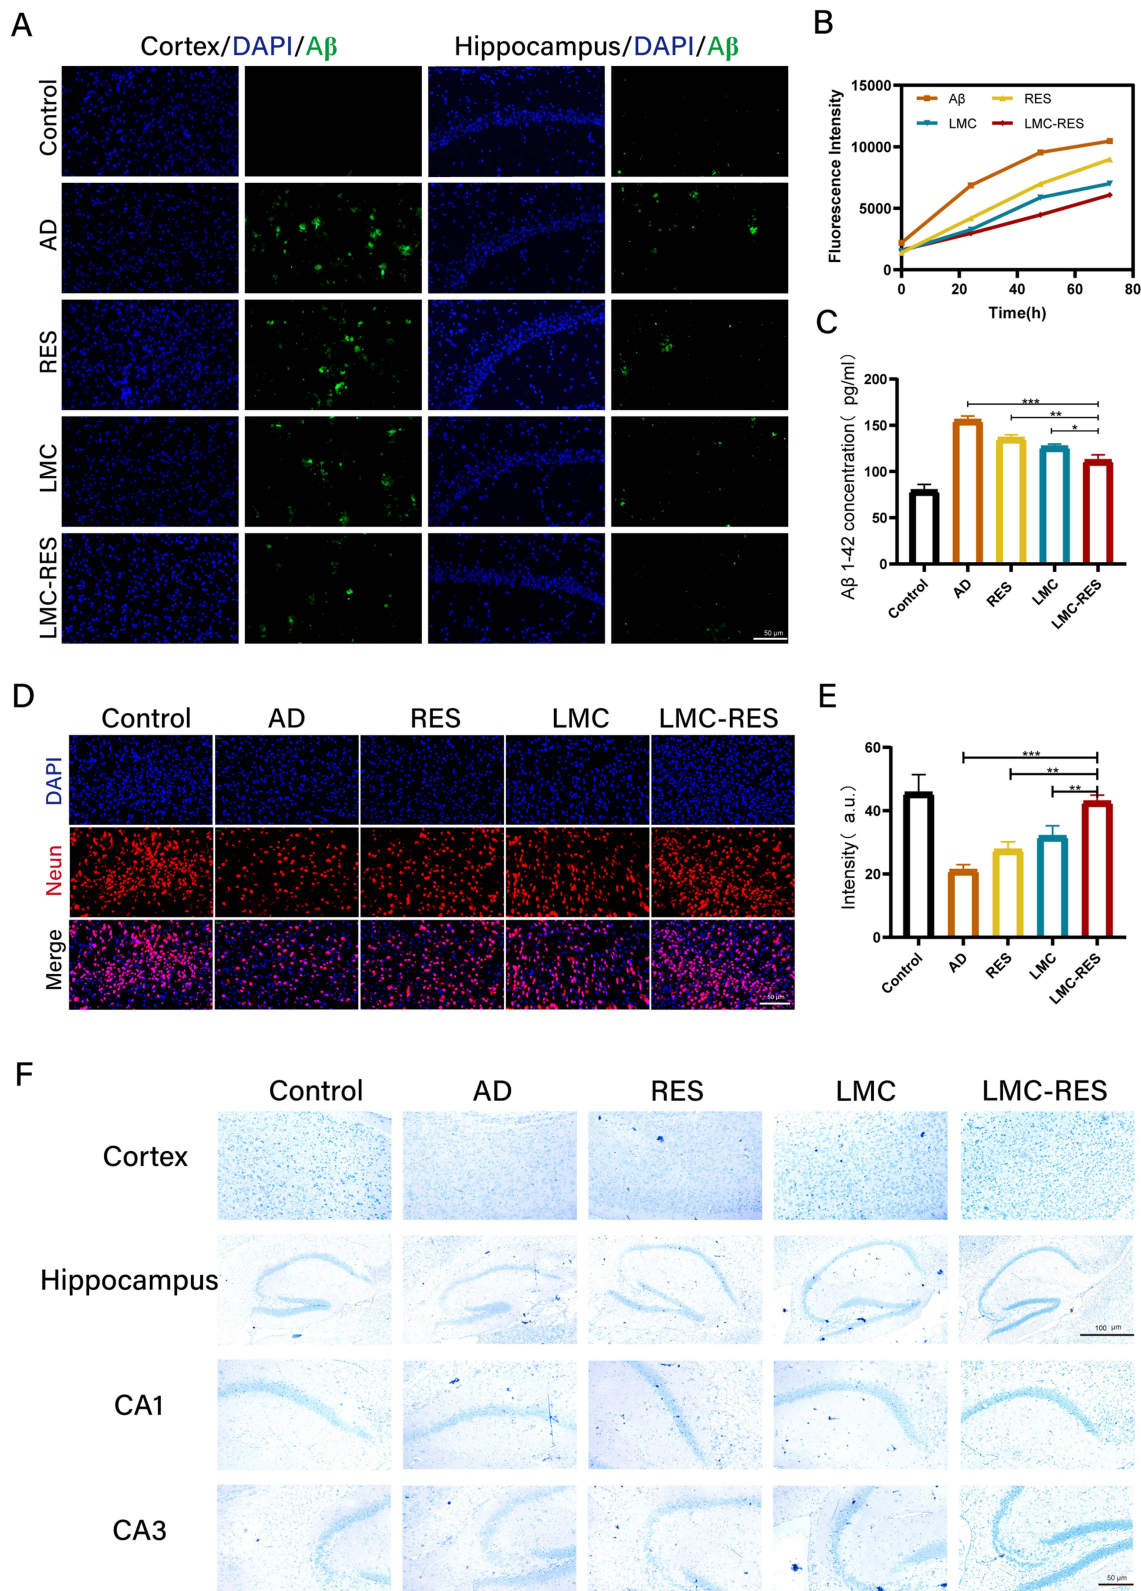 A
Cortex/DAPI/Aβ
Hippocampus/DAPI/Aβ
Control
AD
RES
LMC
LMC-RES
50 μm
B
Fluorescence Intensity
15000
10000
5000
0
Aβ
RES
LMC
LMC-RES
0 20 40 60 80
Time(h)
C
Aβ 1-42 concentration( pg/ml)
200
150
100
50
0
***
**
*
Control
AD
RES
LMC
LMC-RES
D
Control AD RES LMC LMC-RES
DAPI
Neun
Merge
50 μm
E
Intensity( a.u.)
60
40
20
0
***
**
**
Control
AD
RES
LMC
LMC-RES
F
Control AD RES LMC LMC-RES
Cortex
Hippocampus
100 μm
CA1
CA3
50 μm